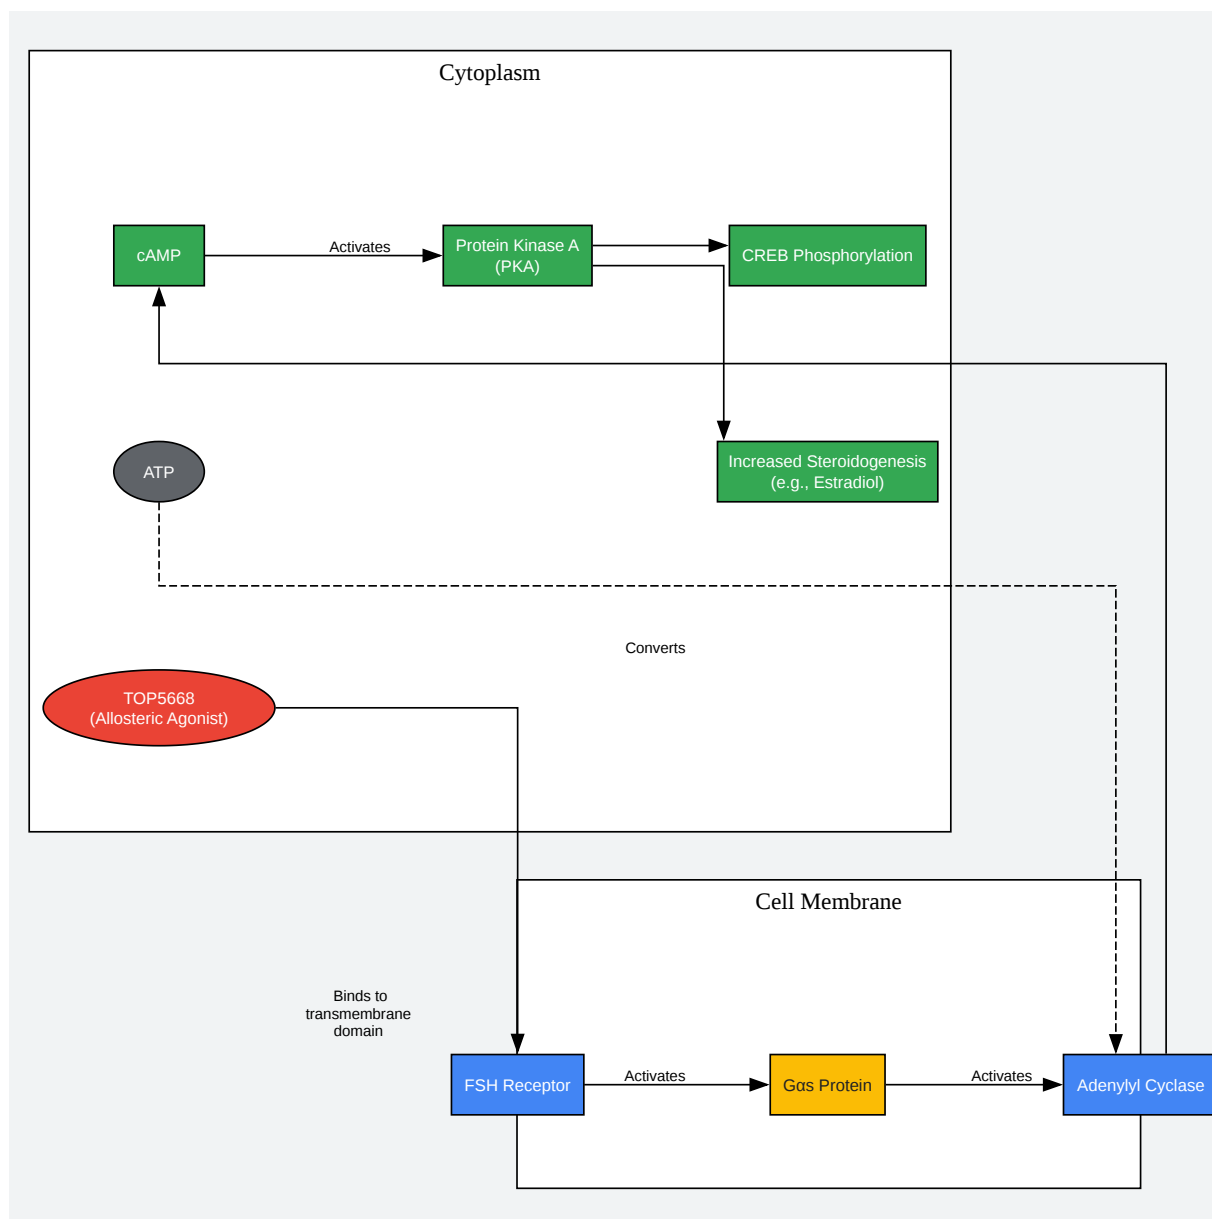 Cytoplasm
cAMP
Activates
Protein Kinase A
(PKA)
CREB Phosphorylation
ATP
Increased Steroidogenesis
(e.g., Estradiol)
Converts
TOP5668
(Allosteric Agonist)
Cell Membrane
Binds to
transmembrane
domain
FSH Receptor
Activates
Gαs Protein
Activates
Adenylyl Cyclase